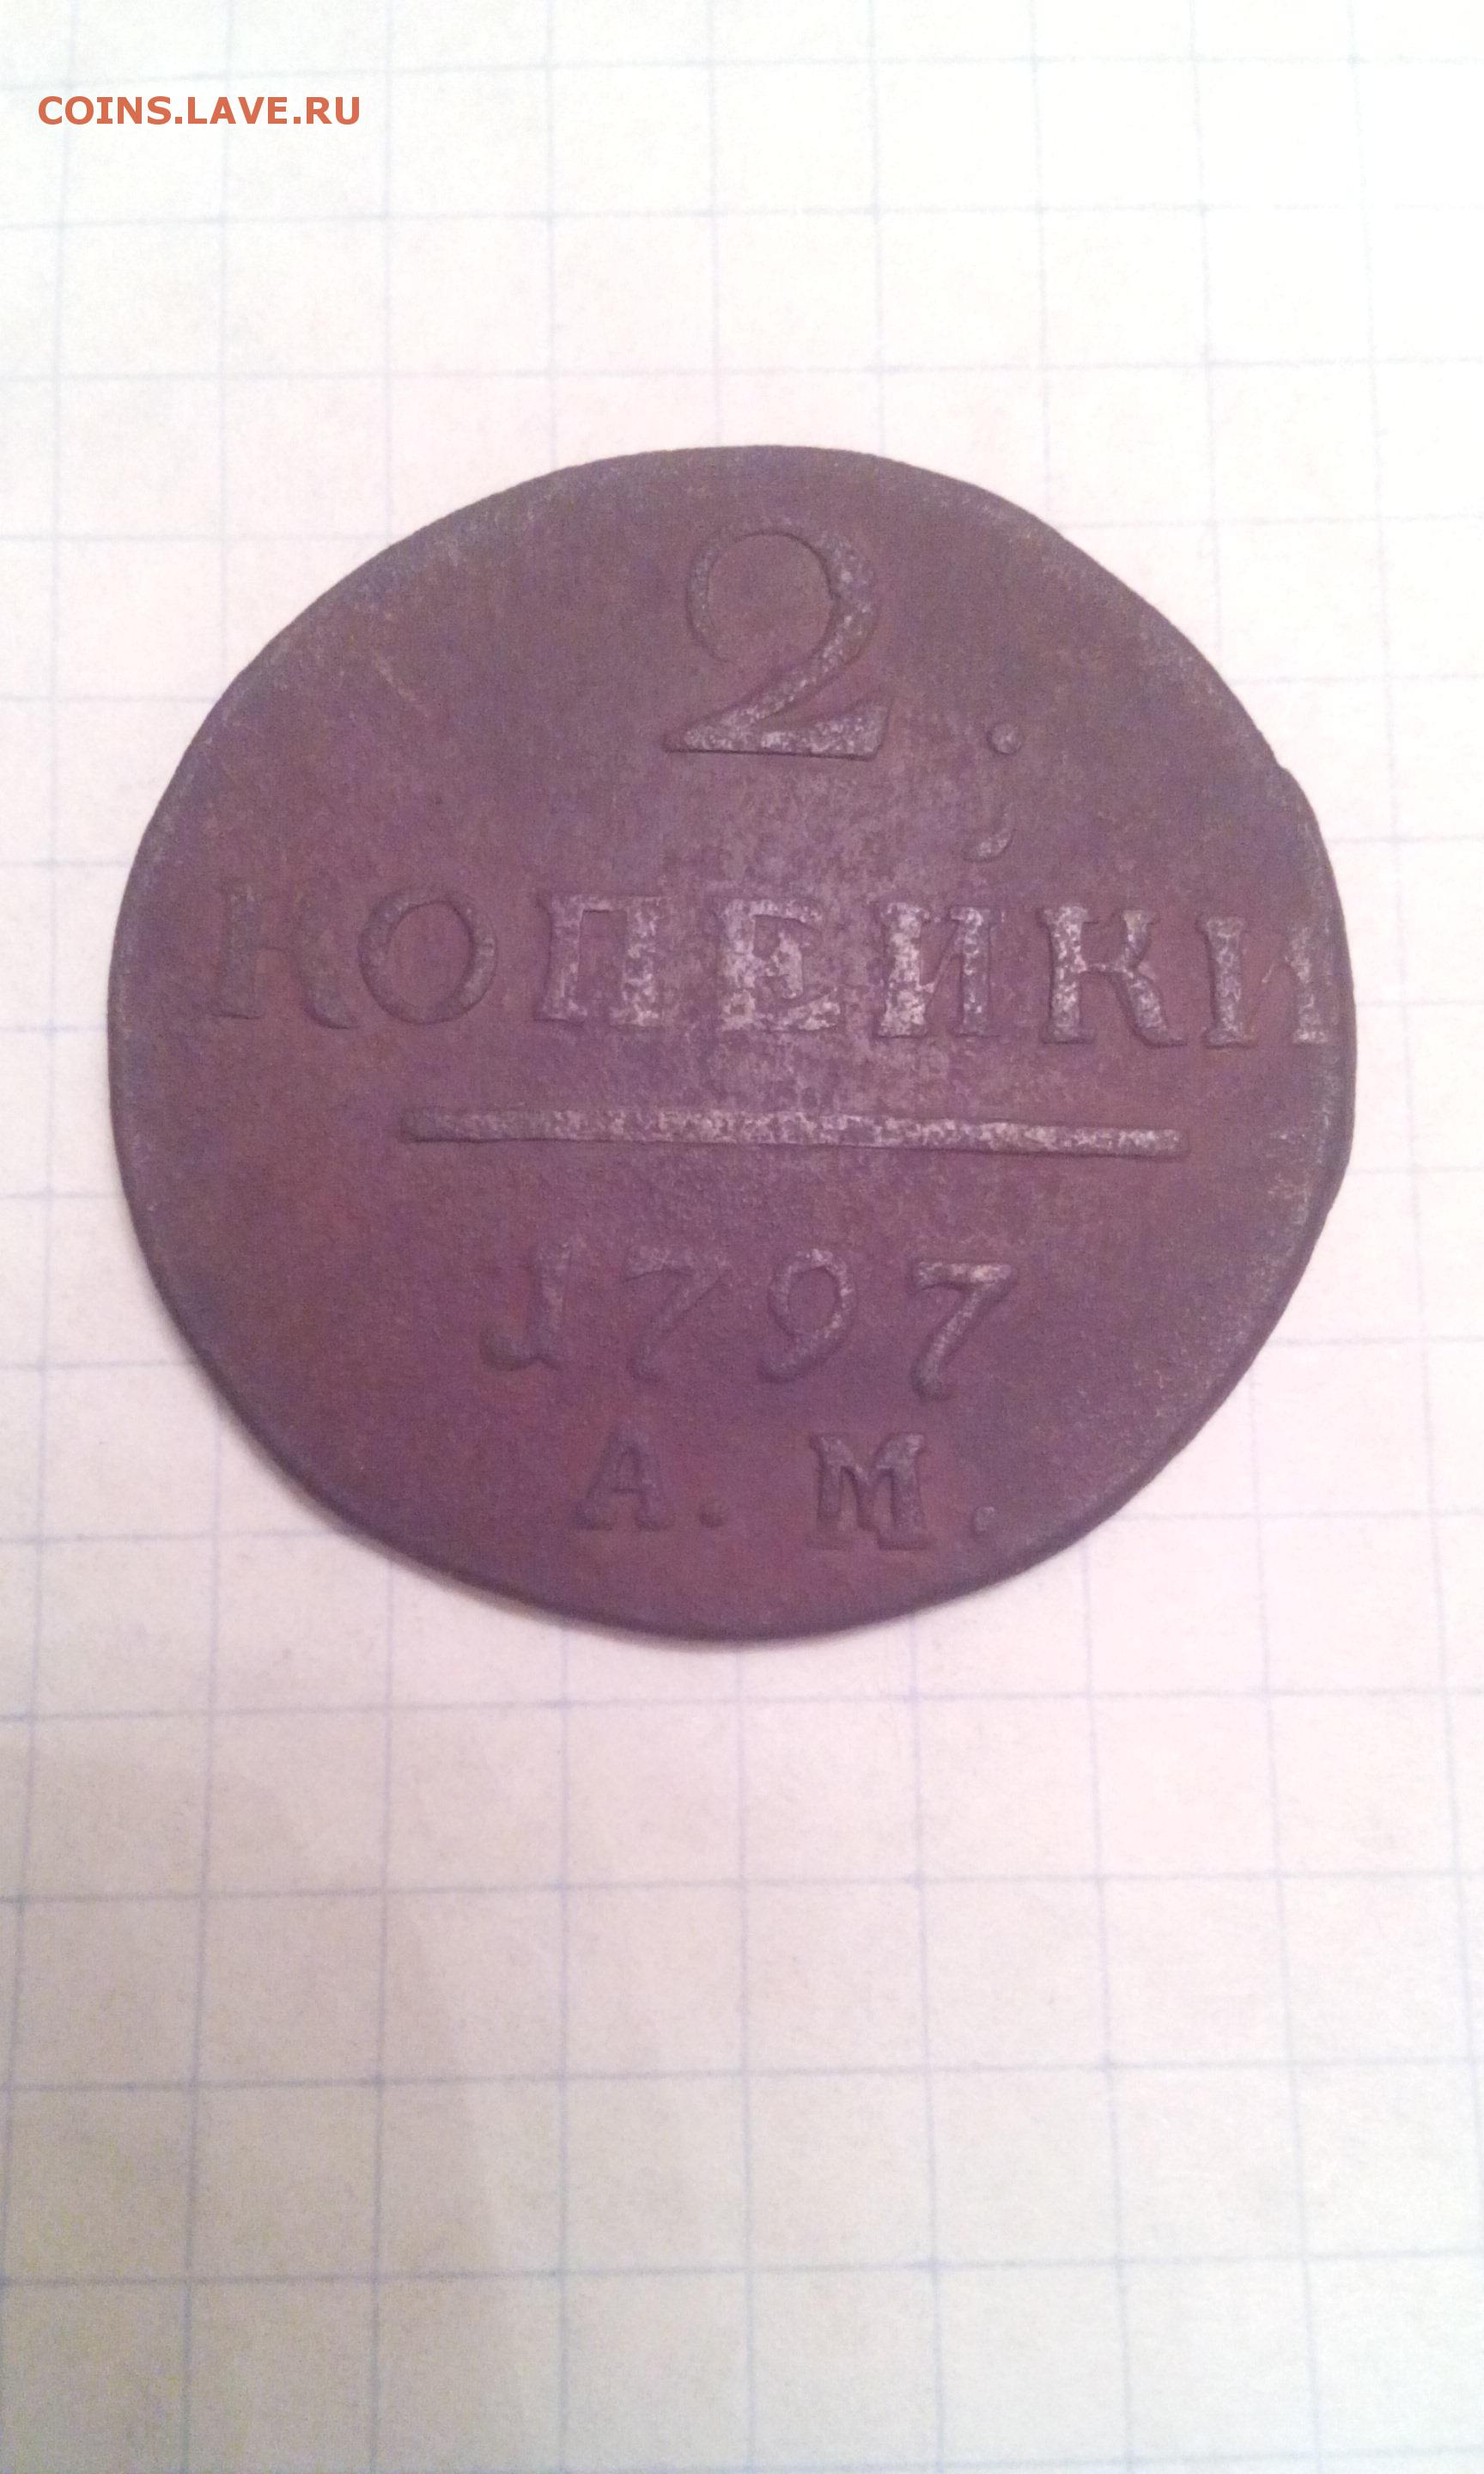 COINS.LAVE.RU
2.
КОПЕЙКИ
1797
А. М.